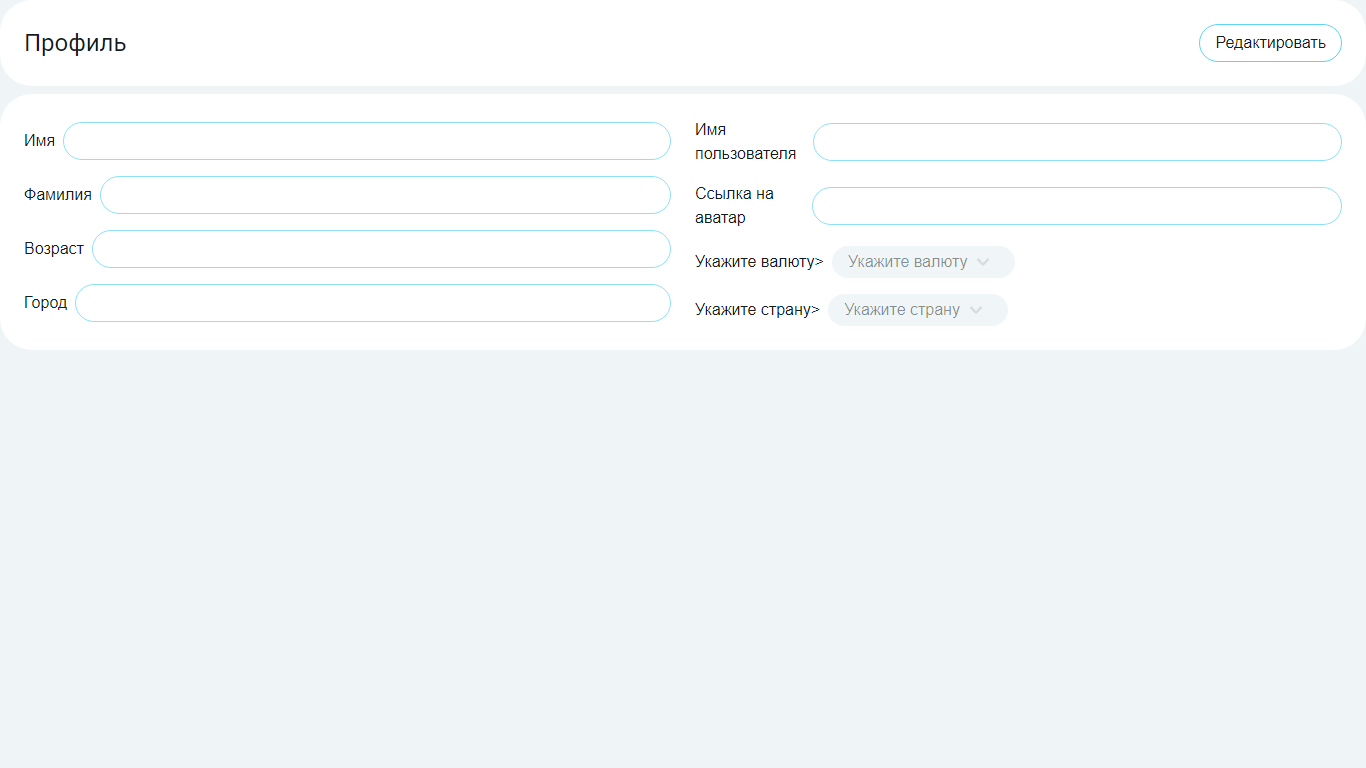 Профиль
Редактировать
Имя
Фамилия
Возраст
Город
Имя
пользователя
Ссылка на
аватар
Укажите валюту> Укажите валюту
Укажите страну> Укажите страну